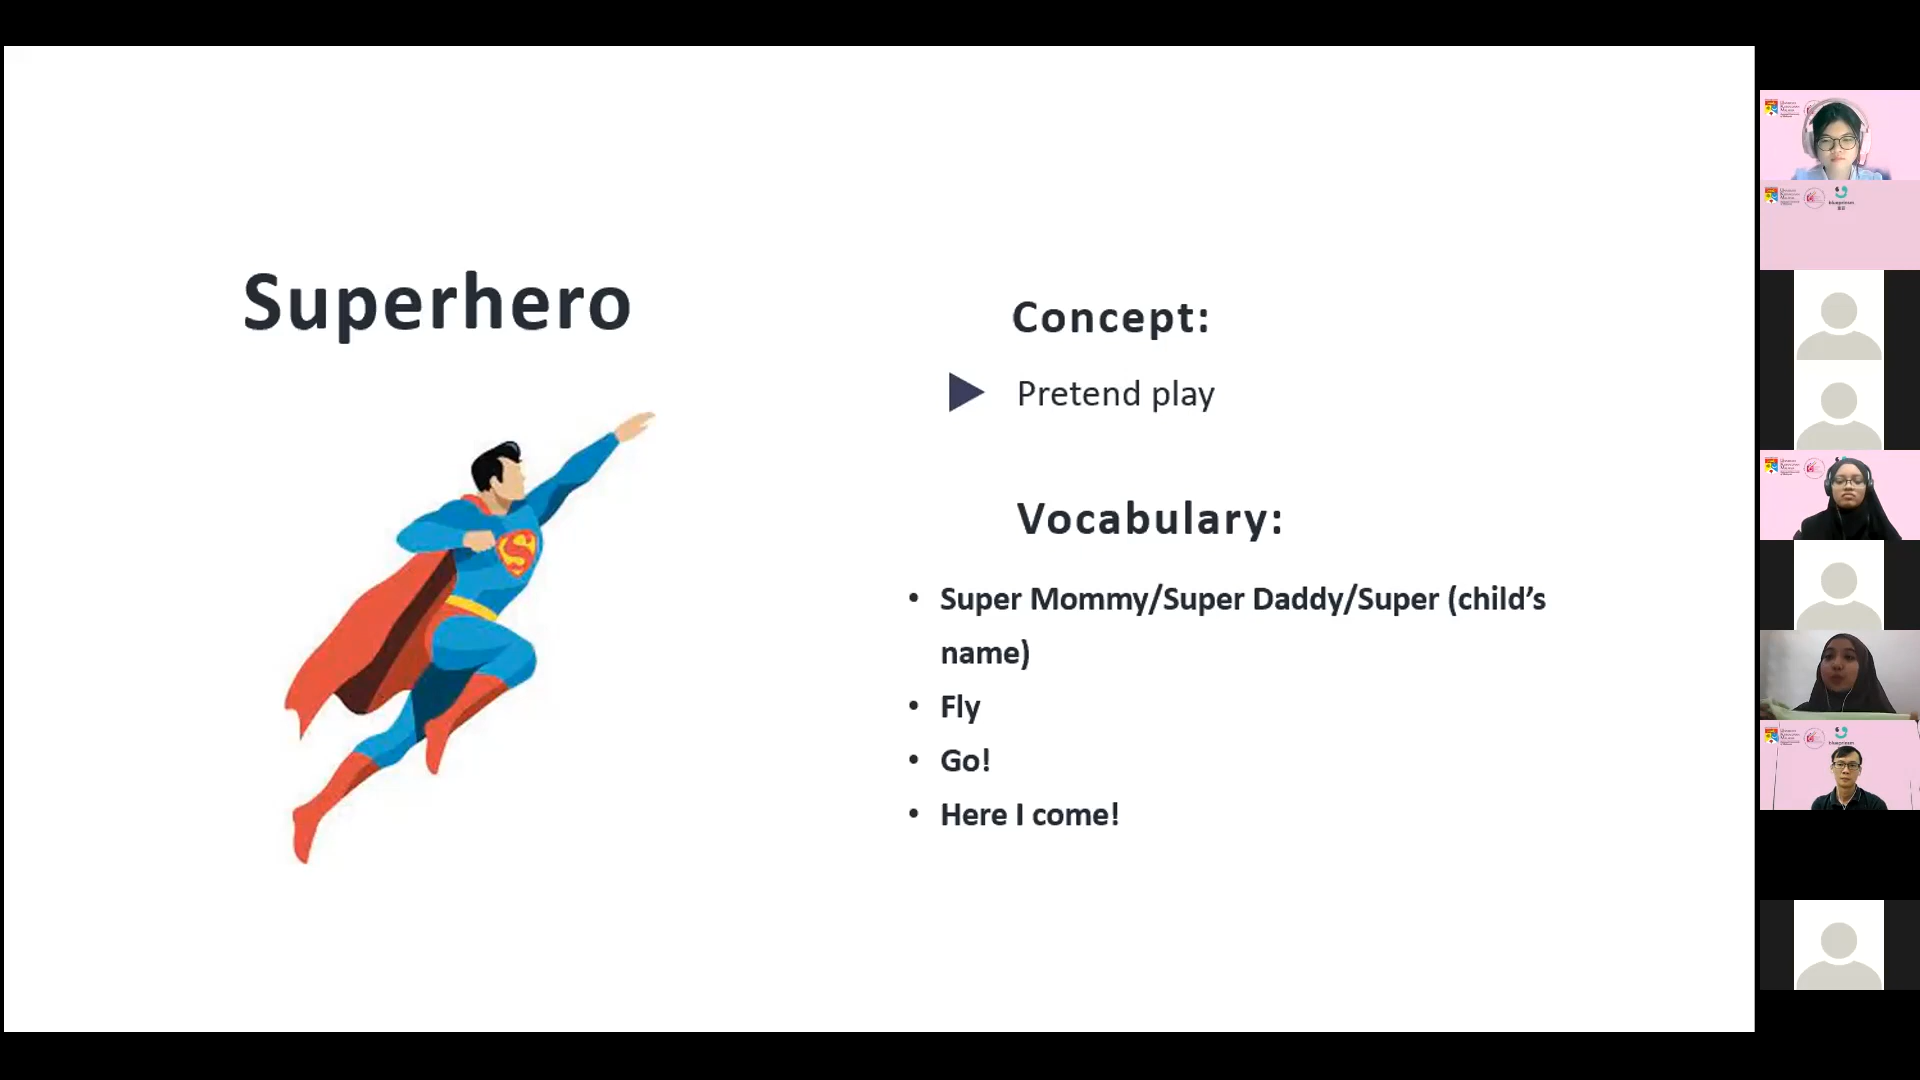 Superhero
S
Concept:
Pretend play
Vocabulary:
• Super Mommy/Super Daddy/Super (child’s
name)
• Fly
• Go!
• Here I come!